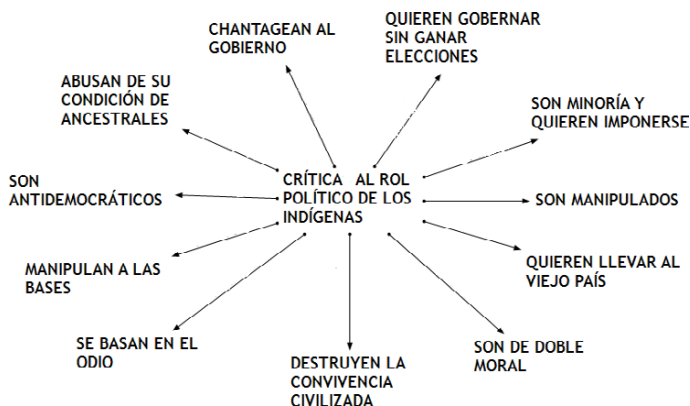 CHANTAGEAN AL
GOBIERNO
QUIEREN GOBERNAR
SIN GANAR
ELECCIONES
ABUSAN DE SU
CONDICIÓN DE
ANCESTRALES
SON MINORÍA Y
QUIEREN IMPONERSE
SON
ANTIDEMOCRÁTICOS
CRÍTICA AL ROL
POLÍTICO DE LOS
INDÍGENAS
SON MANIPULADOS
MANIPULAN A LAS
BASES
QUIEREN LLEVAR AL
VIEJO PAÍS
SE BASAN EN EL
ODIO
DESTRUYEN LA
CONVIVENCIA
CIVILIZADA
SON DE DOBLE
MORAL